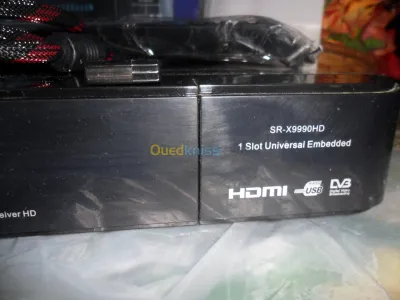 SR-X9990HD
1 Slot Universal Embedded
Ouedkniss
HDMI USB DVB
eiver HD